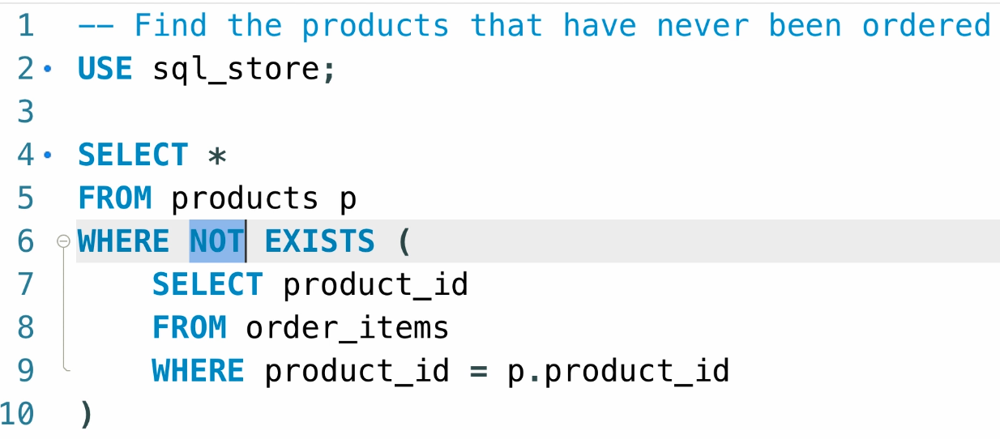 1 -- Find the products that have never been ordered
2 USE sql_store;
3
4 SELECT *
5 FROM products p
6 WHERE NOT EXISTS (
7 SELECT product_id
8 FROM order_items
9 WHERE product_id = p.product_id
10 )